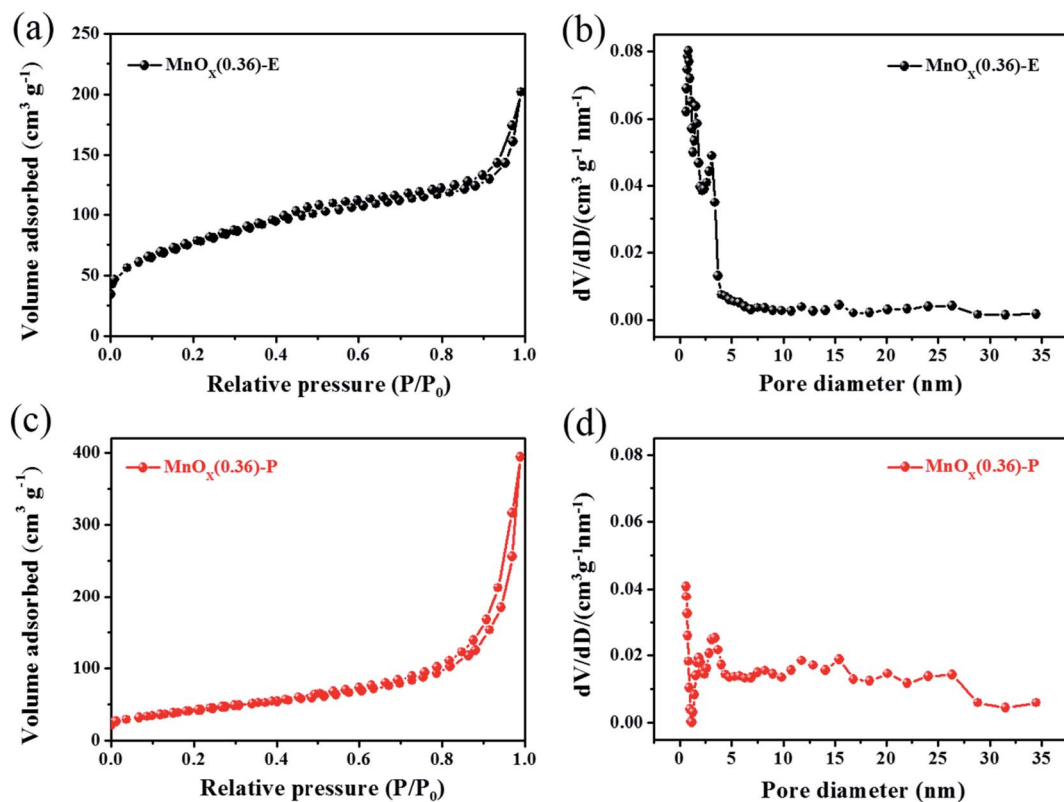 (a)
250
200
150
100
50
0
Volume adsorbed (cm³ g⁻¹)
MnOₓ(0.36)-E
0.0 0.2 0.4 0.6 0.8 1.0
Relative pressure (P/P₀)
(b)
0.08
0.06
0.04
0.02
0.00
dV/dD/(cm³ g⁻¹ nm⁻¹)
MnOₓ(0.36)-E
0 5 10 15 20 25 30 35
Pore diameter (nm)
(c)
400
300
200
100
0
Volume adsorbed (cm³ g⁻¹)
MnOₓ(0.36)-P
0.0 0.2 0.4 0.6 0.8 1.0
Relative pressure (P/P₀)
(d)
0.08
0.06
0.04
0.02
0.00
dV/dD/(cm³g⁻¹nm⁻¹)
MnOₓ(0.36)-P
0 5 10 15 20 25 30 35
Pore diameter (nm)